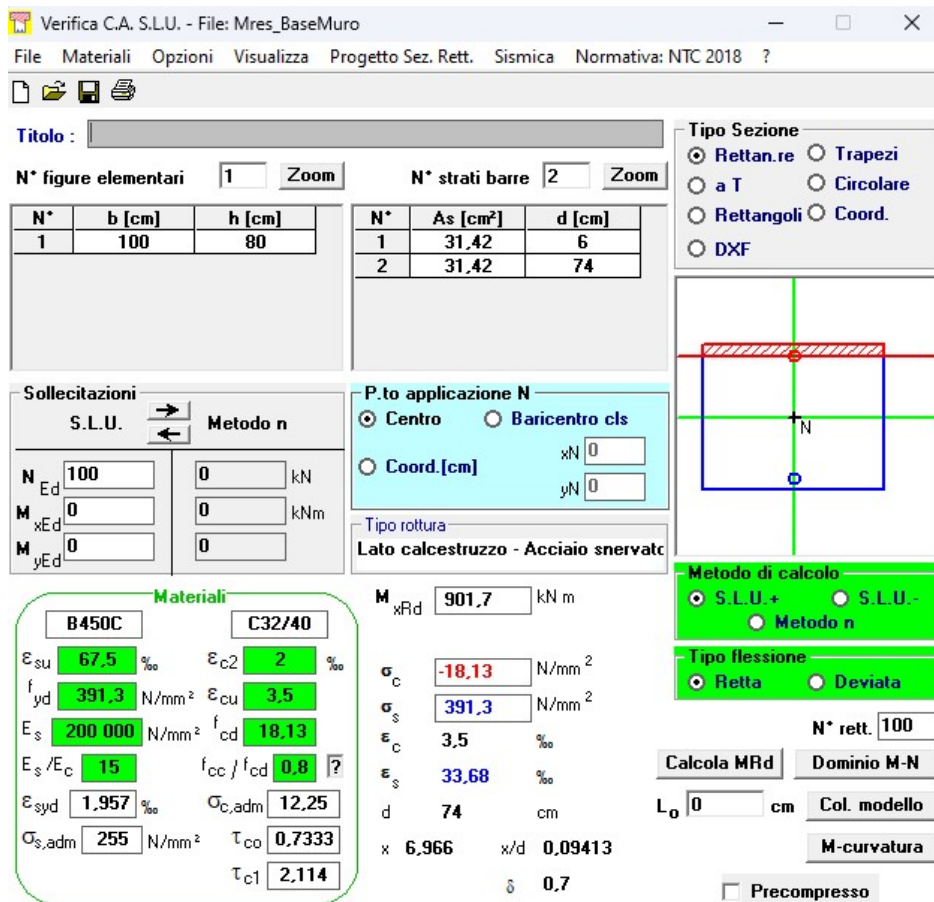 Verifica C.A. S.L.U. - File: Mres_BaseMuro
File Materiali Opzioni Visualizza Progetto Sez. Rett. Sismica Normativa: NTC 2018 ?
Titolo :
N° figure elementari 1 Zoom
N° strati barre 2 Zoom
N° b [cm] h [cm]
1 100 80
N° As [cm²] d [cm]
1 31,42 6
2 31,42 74
Tipo Sezione
Rettan.re Trapezi
a T Circolare
Rettangoli Coord.
DXF
N
Sollecitazioni
S.L.U. Metodo n
N Ed 100 0 kN
M xEd 0 0 kNm
M yEd 0 0
P.to applicazione N
Centro Baricentro cls
Coord.[cm] xN 0
yN 0
Tipo rottura
Lato calcestruzzo - Acciaio snervato
Metodo di calcolo
S.L.U.+ S.L.U.-
Metodo n
Tipo flessione
Retta Deviata
Materiali
B450C C32/40
εsu 67,5 ‰ εc2 2 ‰
fyd 391,3 N/mm² εcu 3,5
Es 200 000 N/mm² fcd 18,13
Es/Ec 15 fcc / fcd 0,8 ?
εsyd 1,957 ‰ σc,adm 12,25
σs,adm 255 N/mm² τco 0,7333
τc1 2,114
M xRd 901,7 kN m
σc -18,13 N/mm²
σs 391,3 N/mm²
εc 3,5 ‰
εs 33,68 ‰
d 74 cm
x 6,966 x/d 0,09413
δ 0,7
N° rett. 100
Calcola MRd Dominio M-N
Lo 0 cm Col. modello
M-curvatura
Precompresso